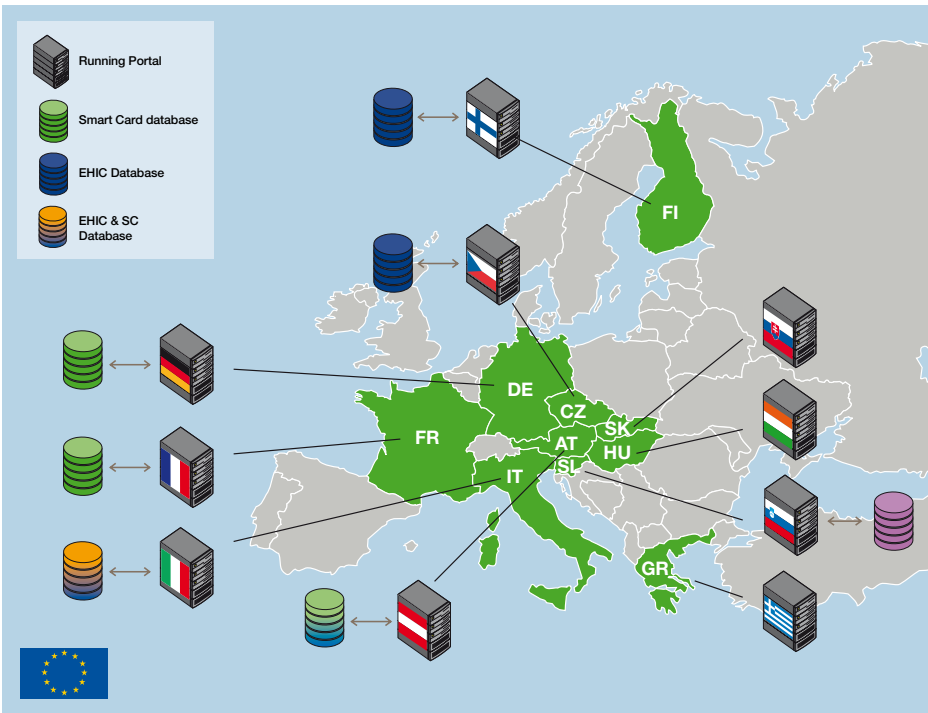 Running Portal
Smart Card database
EHIC Database
EHIC & SC
Database
FI
DE
CZ
SK
FR
AT
HU
SL
IT
GR